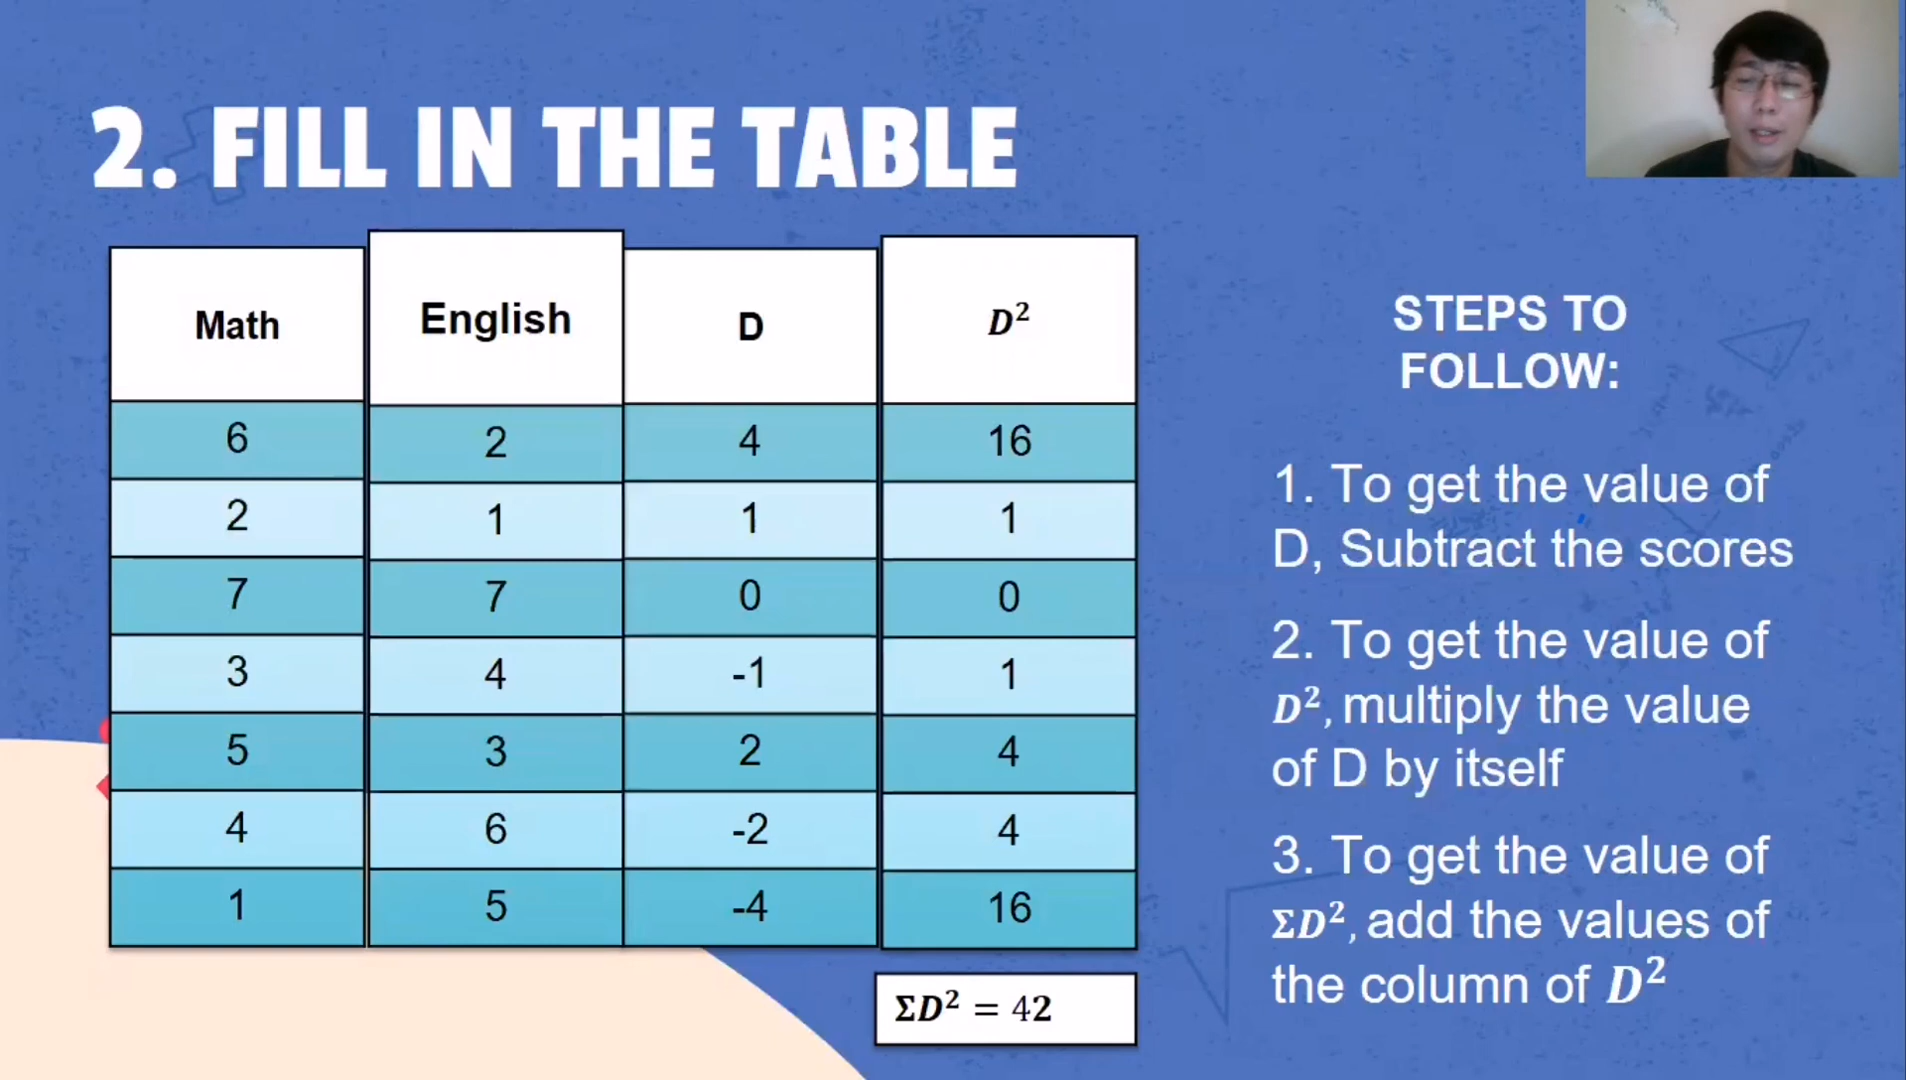 2. FILL IN THE TABLE
Math English D D²
6 2 4 16
2 1 1 1
7 7 0 0
3 4 -1 1
5 3 2 4
4 6 -2 4
1 5 -4 16
ΣD² = 42
STEPS TO
FOLLOW:
1. To get the value of
D, Subtract the scores
2. To get the value of
D², multiply the value
of D by itself
3. To get the value of
ΣD², add the values of
the column of D²